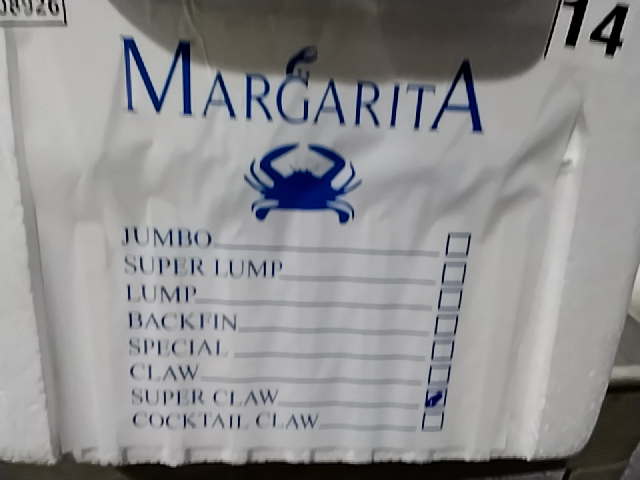 14
MARGARITA
JUMBO
SUPER LUMP
LUMP
BACKFIN
SPECIAL
CLAW
SUPER CLAW
COCKTAIL CLAW